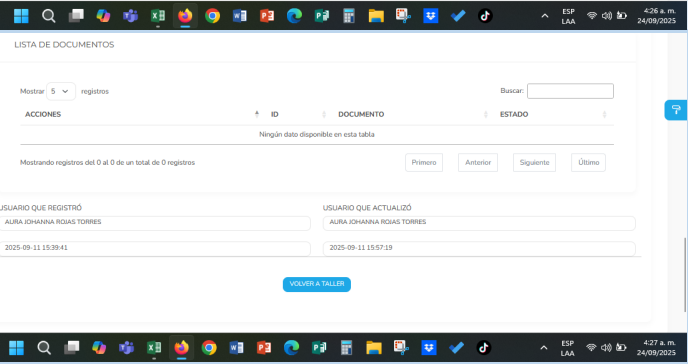 ESP 4:26 a. m.
LAA 24/09/2025
LISTA DE DOCUMENTOS
Mostrar 5 registros Buscar:
ACCIONES ID DOCUMENTO ESTADO
Ningún dato disponible en esta tabla
Mostrando registros del 0 al 0 de un total de 0 registros Primero Anterior Siguiente Último
USUARIO QUE REGISTRÓ USUARIO QUE ACTUALIZÓ
AURA JOHANNA ROJAS TORRES AURA JOHANNA ROJAS TORRES
2025-09-11 15:39:41 2025-09-11 15:57:19
VOLVER A TALLER
ESP 4:27 a. m.
LAA 24/09/2025